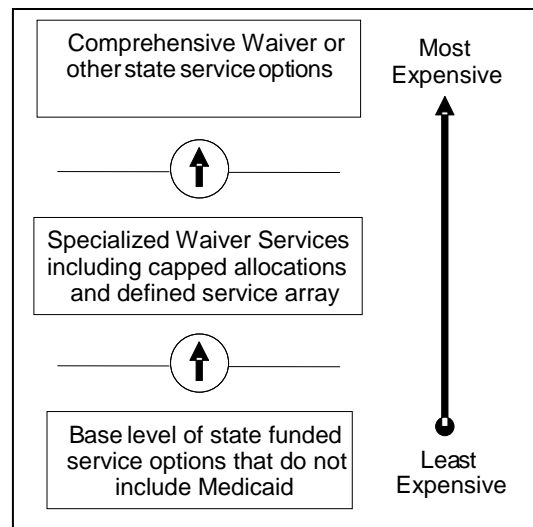 Comprehensive Waiver or
other state service options
Most
Expensive
Specialized Waiver Services
including capped allocations
and defined service array
Base level of state funded
service options that do not
include Medicaid
Least
Expensive